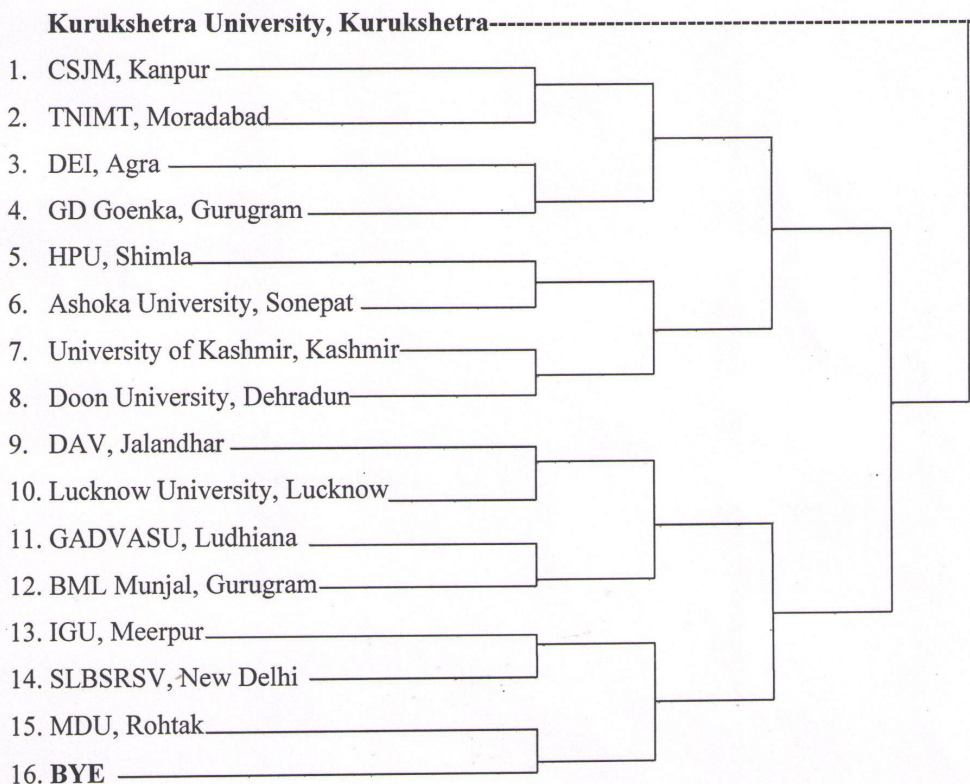 Kurukshetra University, Kurukshetra
1. CSJM, Kanpur
2. TNIMT, Moradabad
3. DEI, Agra
4. GD Goenka, Gurugram
5. HPU, Shimla
6. Ashoka University, Sonepat
7. University of Kashmir, Kashmir
8. Doon University, Dehradun
9. DAV, Jalandhar
10. Lucknow University, Lucknow
11. GADVASU, Ludhiana
12. BML Munjal, Gurugram
13. IGU, Meerpur
14. SLBSRSV, New Delhi
15. MDU, Rohtak
16. BYE